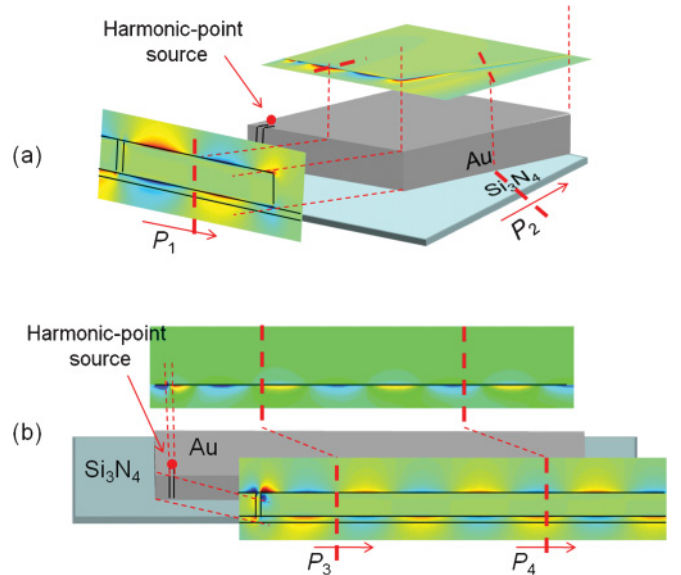 Harmonic-point
source
(a)
Au
Si₃N₄
P₁
P₂
Harmonic-point
source
(b)
Au
Si₃N₄
P₃
P₄